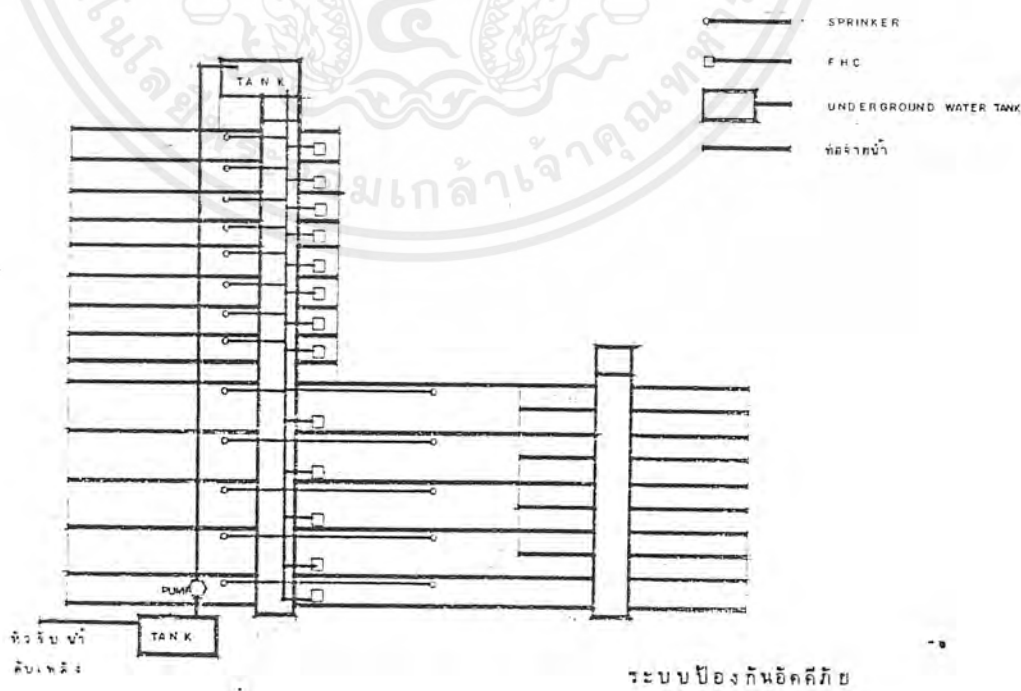 SPRINKER
FHC
UNDERGROUND WATER TANK
ท่อจ่ายน้ำ
TANK
PUMP
TANK
หัวรับน้ำ
ดับเพลิง
ระบบป้องกันอัคคีภัย